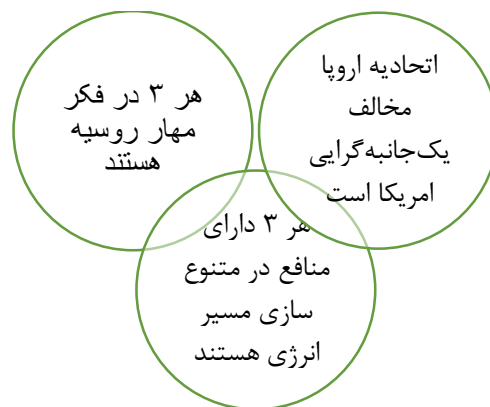 اتحادیه اروپا
مخالف
یک‌جانبه‌گرایی
امریکا است
هر ۳ در فکر
مهار روسیه
هستند
هر ۳ دارای
منافع در متنوع
سازی مسیر
انرژی هستند